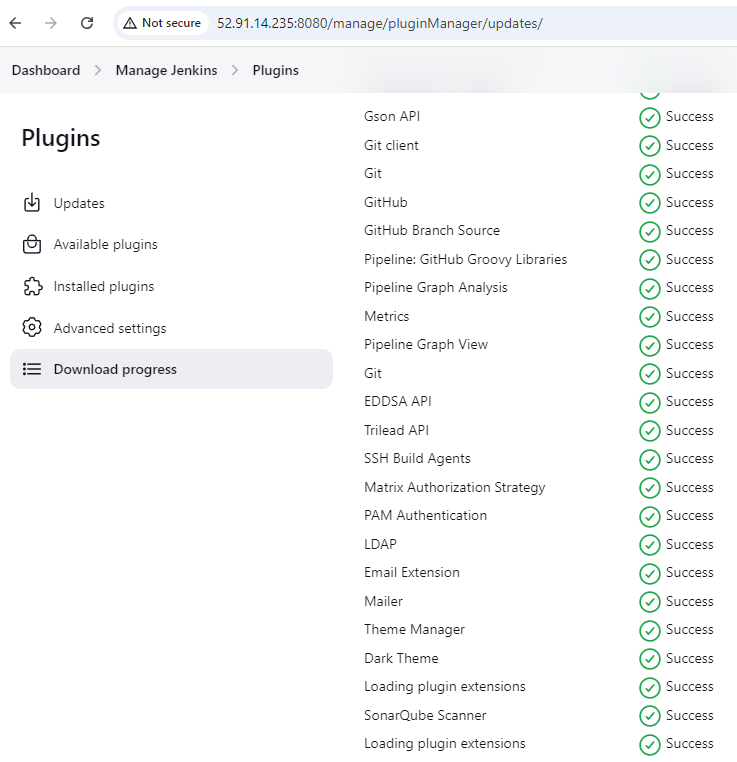 Not secure 52.91.14.235:8080/manage/pluginManager/updates/
Dashboard Manage Jenkins Plugins
Plugins
Updates
Available plugins
Installed plugins
Advanced settings
Download progress
Gson API Success
Git client Success
Git Success
GitHub Success
GitHub Branch Source Success
Pipeline: GitHub Groovy Libraries Success
Pipeline Graph Analysis Success
Metrics Success
Pipeline Graph View Success
Git Success
EDDSA API Success
Trilead API Success
SSH Build Agents Success
Matrix Authorization Strategy Success
PAM Authentication Success
LDAP Success
Email Extension Success
Mailer Success
Theme Manager Success
Dark Theme Success
Loading plugin extensions Success
SonarQube Scanner Success
Loading plugin extensions Success